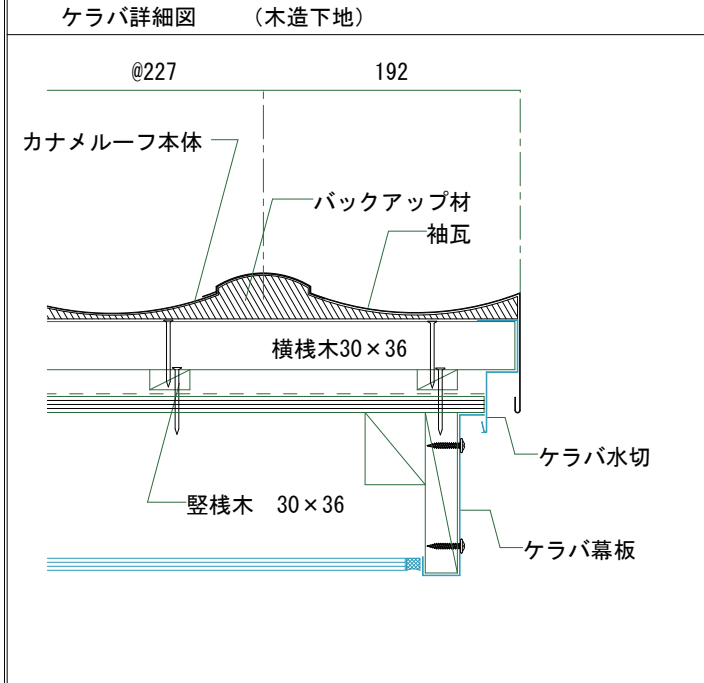 ケラバ詳細図　　（木造下地）
@227　192
カナメルーフ本体
バックアップ材
袖瓦
横桟木30×36
ケラバ水切
竪桟木　30×36
ケラバ幕板